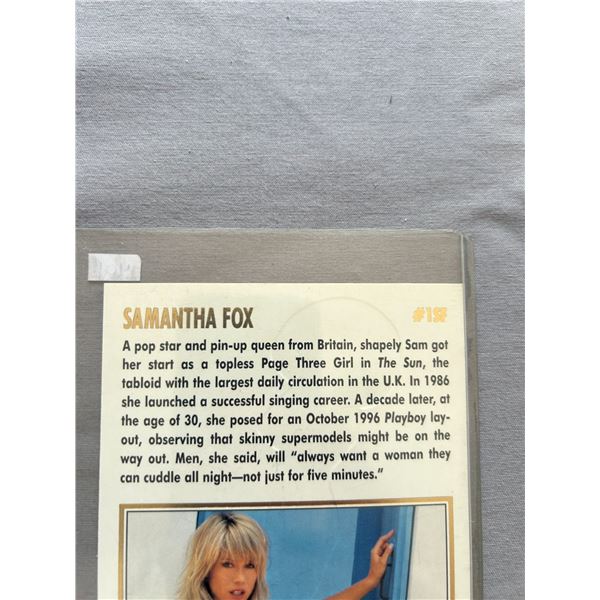 SAMANTHA FOX #1SF
A pop star and pin-up queen from Britain, shapely Sam got
her start as a topless Page Three Girl in The Sun, the
tabloid with the largest daily circulation in the U.K. In 1986
she launched a successful singing career. A decade later, at
the age of 30, she posed for an October 1996 Playboy lay-
out, observing that skinny supermodels might be on the
way out. Men, she said, will "always want a woman they
can cuddle all night—not just for five minutes."